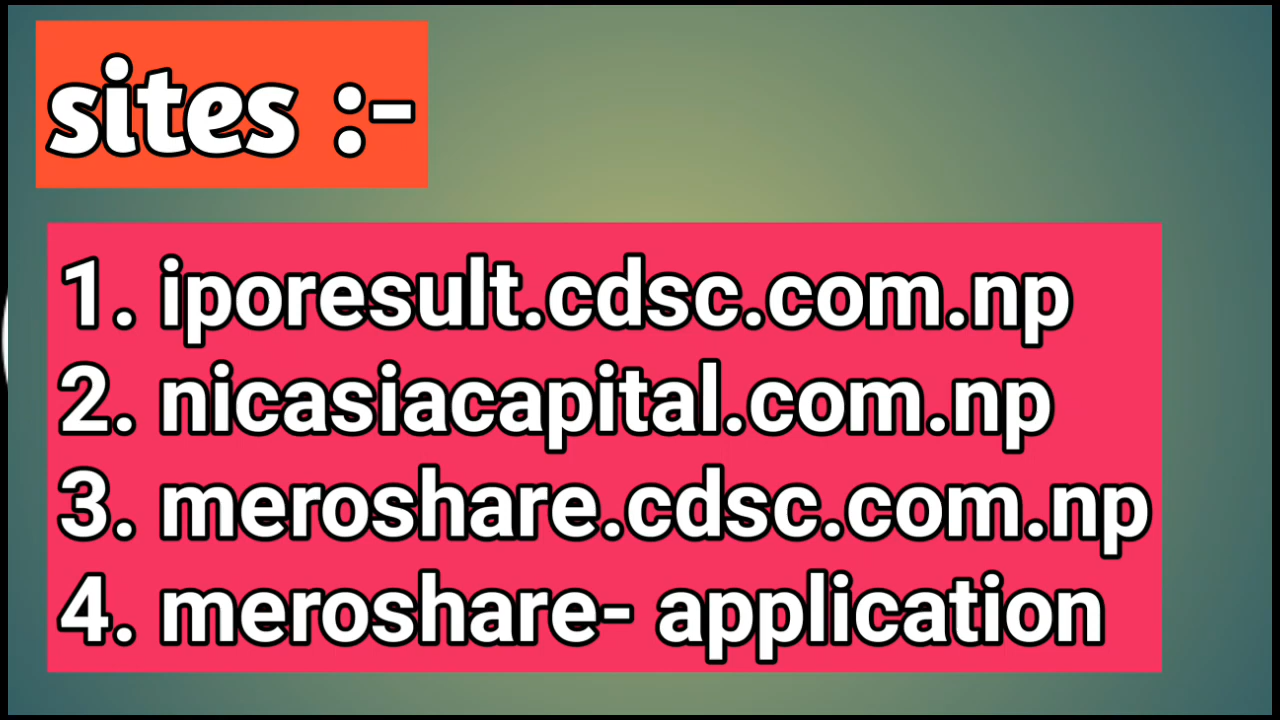 sites :-
1. iporesult.cdsc.com.np
2. nicasiacapital.com.np
3. meroshare.cdsc.com.np
4. meroshare- application